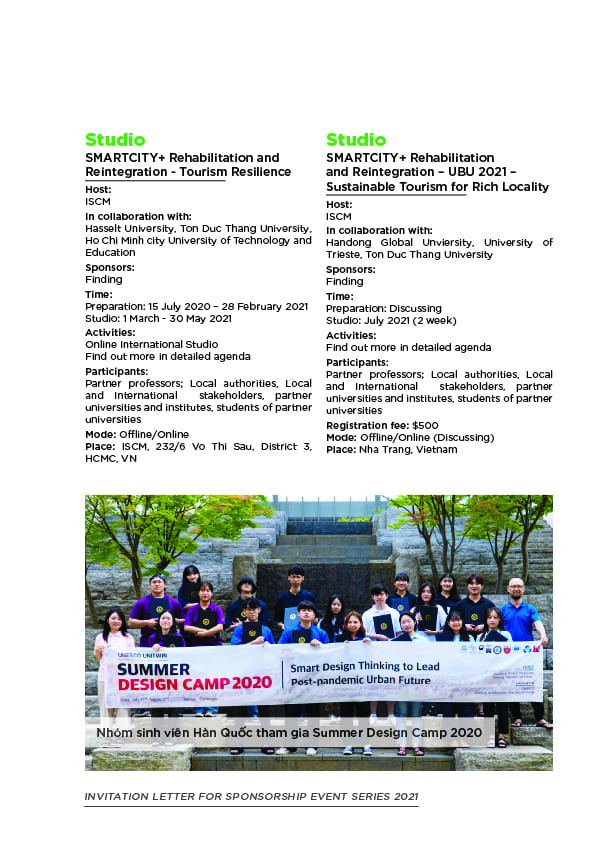 Studio
SMARTCITY+ Rehabilitation and
Reintegration - Tourism Resilience
Host:
ISCM
In collaboration with:
Hasselt University, Ton Duc Thang University,
Ho Chi Minh city University of Technology and
Education
Sponsors:
Finding
Time:
Preparation: 15 July 2020 – 28 February 2021
Studio: 1 March - 30 May 2021
Activities:
Online International Studio
Find out more in detailed agenda
Participants:
Partner professors; Local authorities, Local
and International stakeholders, partner
universities and institutes, students of partner
universities
Mode: Offline/Online
Place: ISCM, 232/6 Vo Thi Sau, District 3,
HCMC, VN
Studio
SMARTCITY+ Rehabilitation
and Reintegration – UBU 2021 –
Sustainable Tourism for Rich Locality
Host:
ISCM
In collaboration with:
Handong Global Unviersity, University of
Trieste, Ton Duc Thang University
Sponsors:
Finding
Time:
Preparation: Discussing
Studio: July 2021 (2 week)
Activities:
Find out more in detailed agenda
Participants:
Partner professors; Local authorities, Local
and International stakeholders, partner
universities and institutes, students of partner
universities
Registration fee: $500
Mode: Offline/Online (Discussing)
Place: Nha Trang, Vietnam
UNESCO UNITWIN
SUMMER
DESIGN CAMP 2020
Smart Design Thinking to Lead
Post-pandemic Urban Future
HOST
Nhóm sinh viên Hàn Quốc tham gia Summer Design Camp 2020
INVITATION LETTER FOR SPONSORSHIP EVENT SERIES 2021